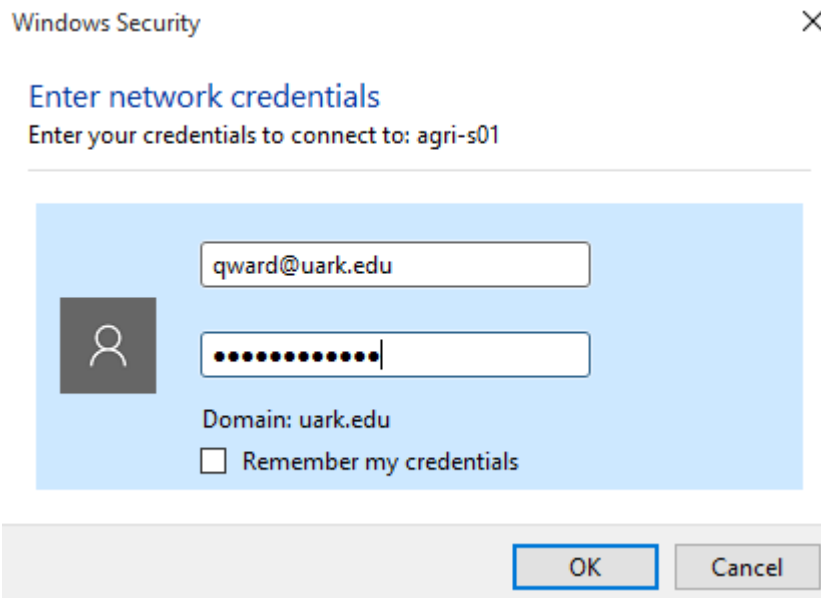 Windows Security
Enter network credentials
Enter your credentials to connect to: agri-s01
qward@uark.edu
••••••••••••
Domain: uark.edu
Remember my credentials
OK Cancel